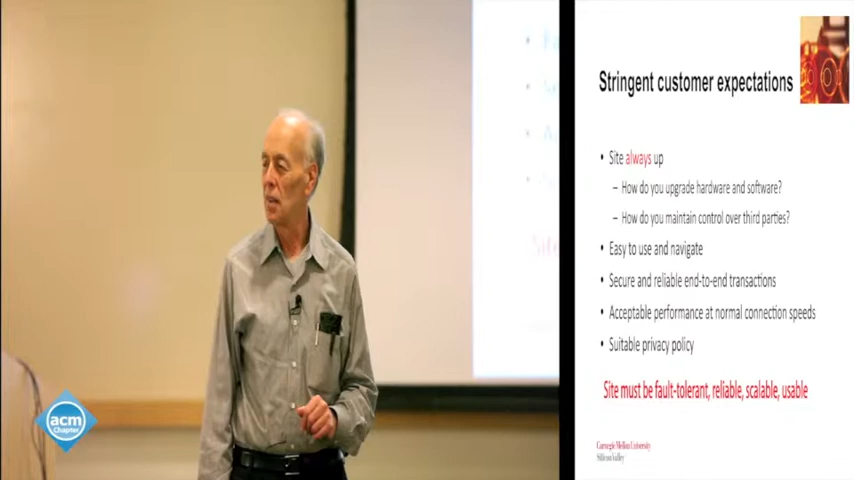 Stringent customer expectations
• Site always up
– How do you upgrade hardware and software?
– How do you maintain control over third parties?
• Easy to use and navigate
• Secure and reliable end-to-end transactions
• Acceptable performance at normal connection speeds
• Suitable privacy policy
Site must be fault-tolerant, reliable, scalable, usable
Carnegie Mellon University
Silicon Valley
acm
Chapter